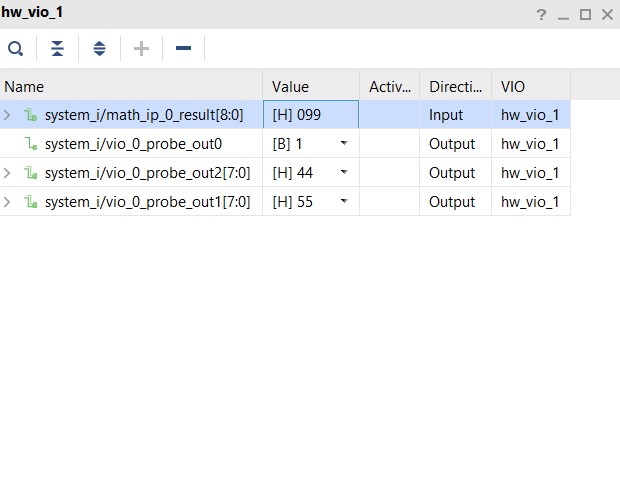 hw_vio_1
Name Value Activ... Directi... VIO
system_i/math_ip_0_result[8:0] [H] 099 Input hw_vio_1
system_i/vio_0_probe_out0 [B] 1 Output hw_vio_1
system_i/vio_0_probe_out2[7:0] [H] 44 Output hw_vio_1
system_i/vio_0_probe_out1[7:0] [H] 55 Output hw_vio_1